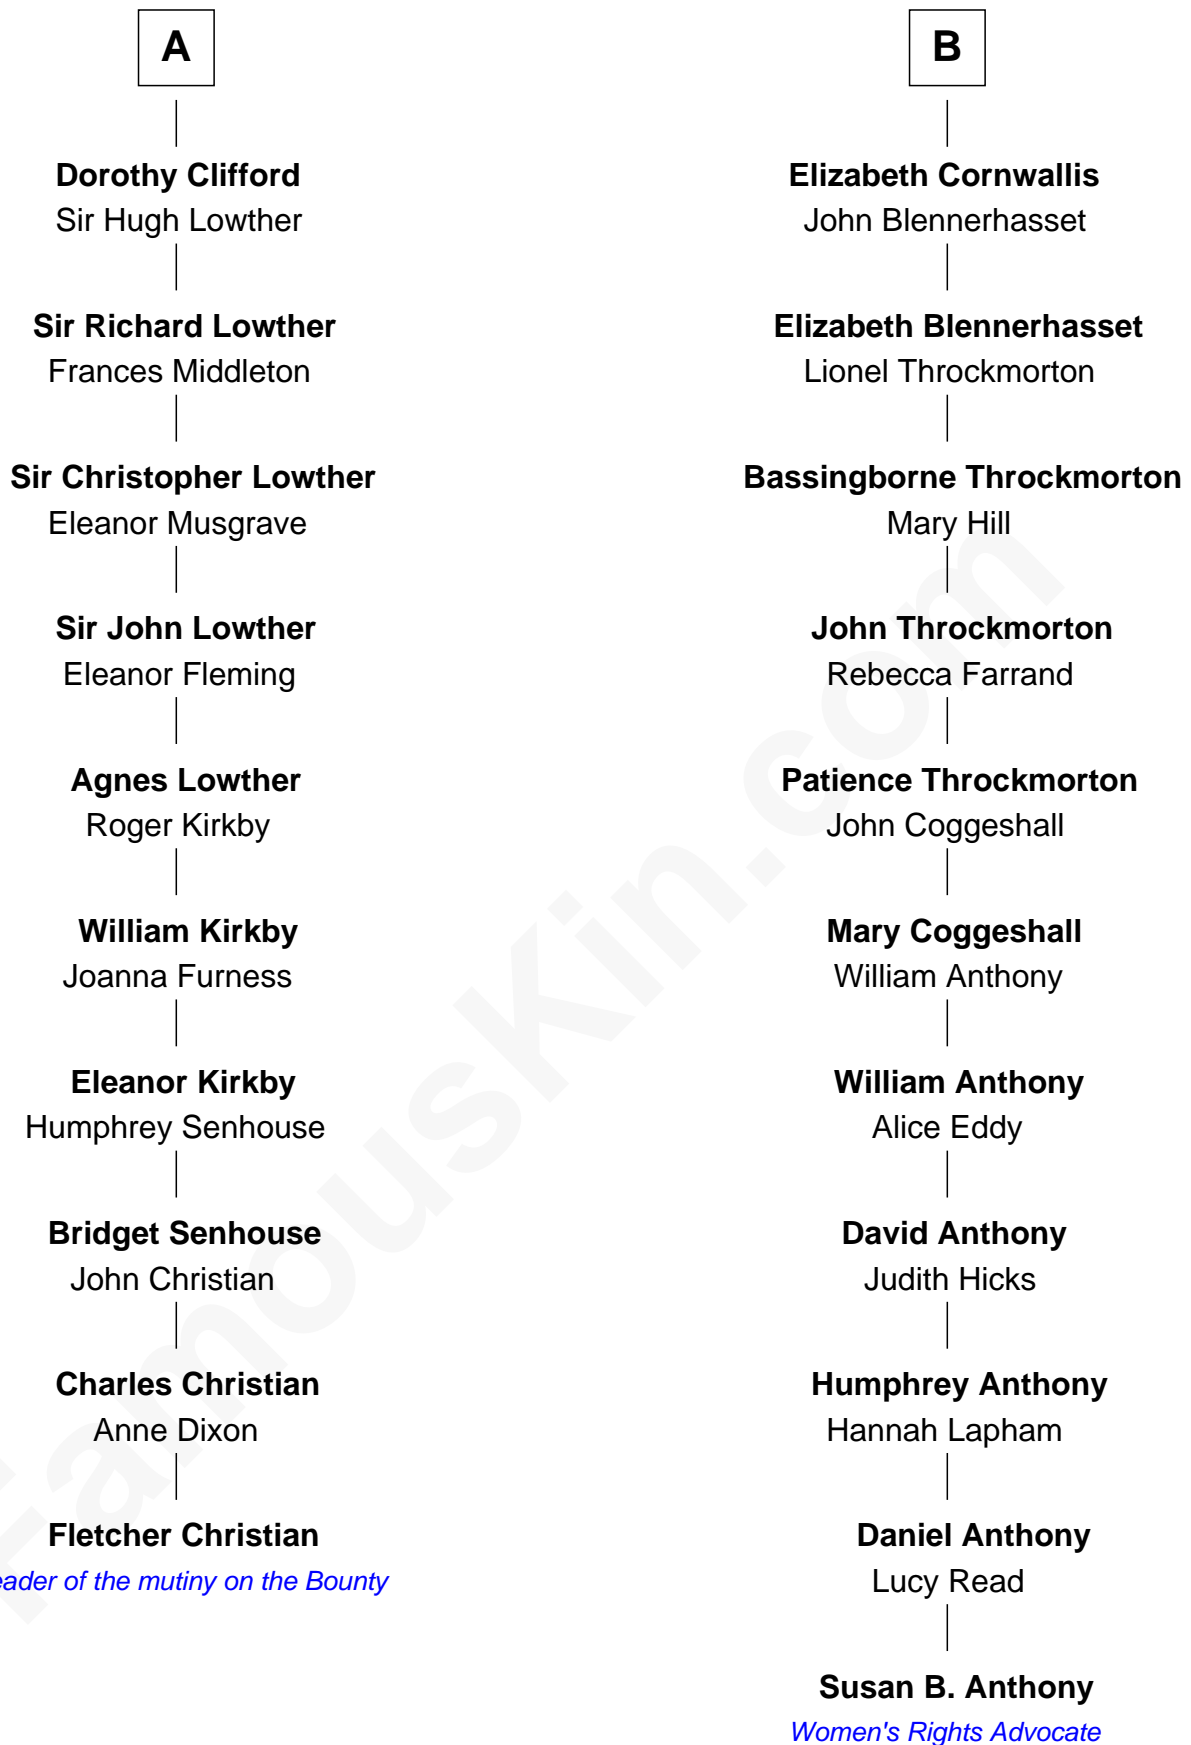 A
Dorothy Clifford
Sir Hugh Lowther
Sir Richard Lowther
Frances Middleton
Sir Christopher Lowther
Eleanor Musgrave
Sir John Lowther
Eleanor Fleming
Agnes Lowther
Roger Kirkby
William Kirkby
Joanna Furness
Eleanor Kirkby
Humphrey Senhouse
Bridget Senhouse
John Christian
Charles Christian
Anne Dixon
Fletcher Christian
eader of the mutiny on the Bounty
B
Elizabeth Cornwallis
John Blennerhasset
Elizabeth Blennerhasset
Lionel Throckmorton
Bassingborne Throckmorton
Mary Hill
John Throckmorton
Rebecca Farrand
Patience Throckmorton
John Coggeshall
Mary Coggeshall
William Anthony
William Anthony
Alice Eddy
David Anthony
Judith Hicks
Humphrey Anthony
Hannah Lapham
Daniel Anthony
Lucy Read
Susan B. Anthony
Women's Rights Advocate
FamousKin.com